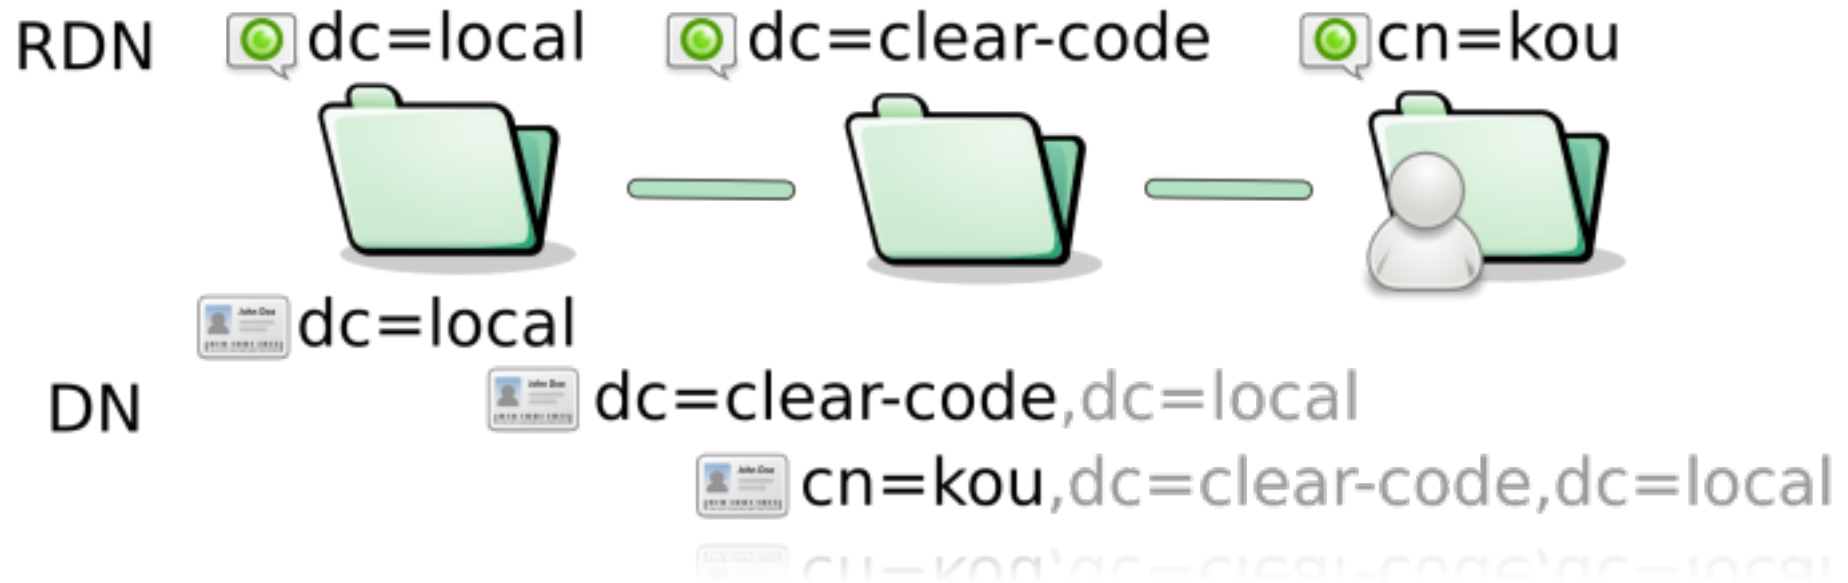 RDN dc=local dc=clear-code cn=kou
dc=local
DN dc=clear-code,dc=local
cn=kou,dc=clear-code,dc=local